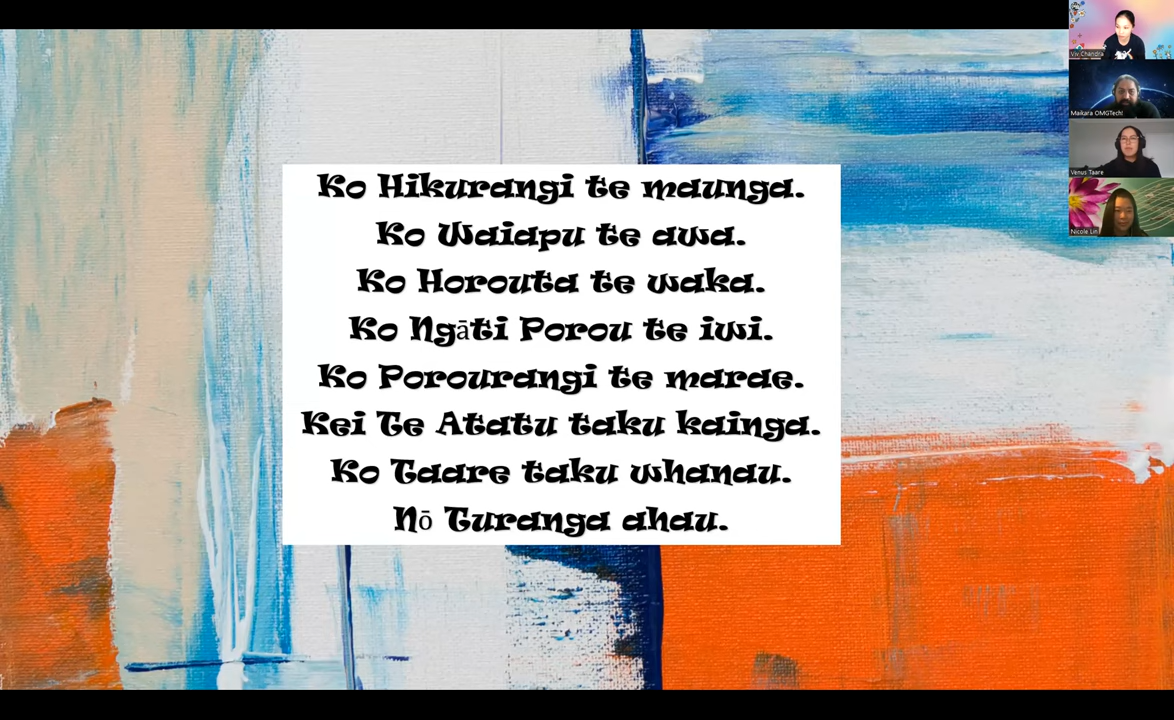 Ko Hikurangi te maunga.
Ko Waiapu te awa.
Ko Horouta te waka.
Ko Ngāti Porou te iwi.
Ko Porourangi te marae.
Kei Te Atatu taku kainga.
Ko Taare taku whanau.
Nō Turanga ahau.
Viv Chandra
Maikara OMGTech!
Venus Taare
Nicole Lin